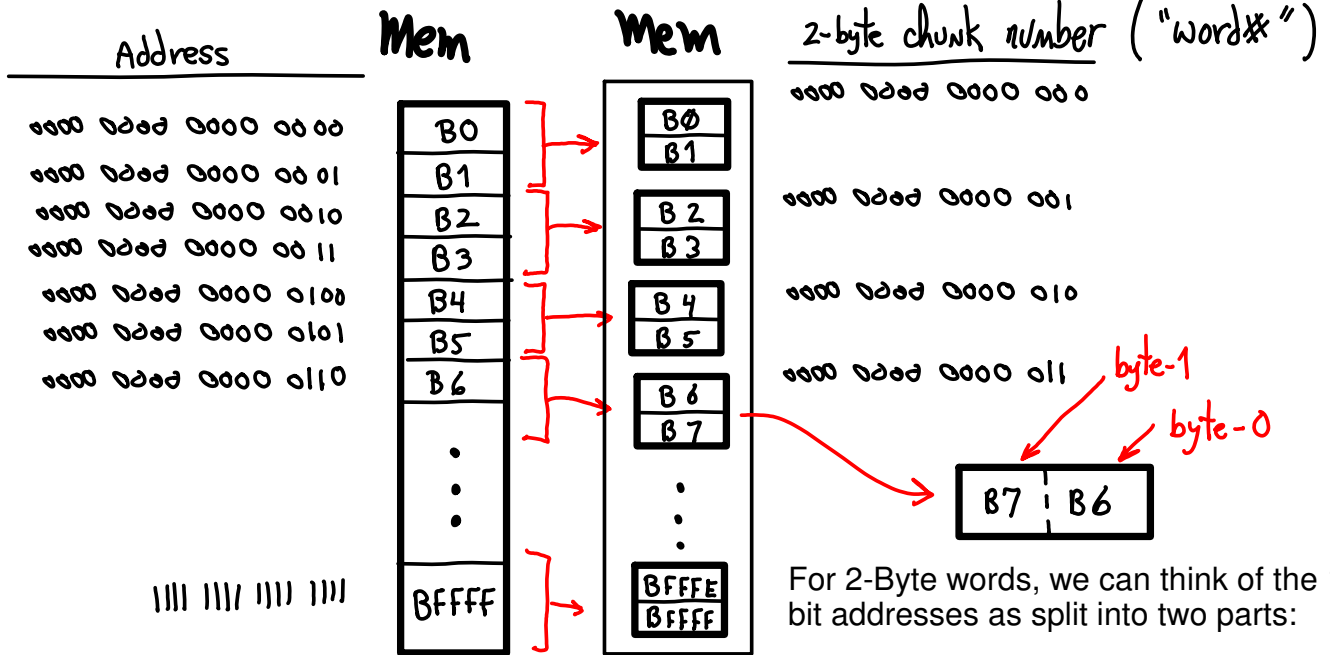 Address
Mem
Mem
2-byte chunk number ("word#")
0000 0000 0000 0000
0000 0000 0000 0001
0000 0000 0000 0010
0000 0000 0000 0011
0000 0000 0000 0100
0000 0000 0000 0101
0000 0000 0000 0110
1111 1111 1111 1111
B0
B1
B2
B3
B4
B5
B6
BFFFF
BØ
B1
B2
B3
B4
B5
B6
B7
BFFFE
BFFFF
0000 0000 0000 000
0000 0000 0000 001
0000 0000 0000 010
0000 0000 0000 011
byte-1
byte-0
B7 B6
For 2-Byte words, we can think of the
bit addresses as split into two parts: